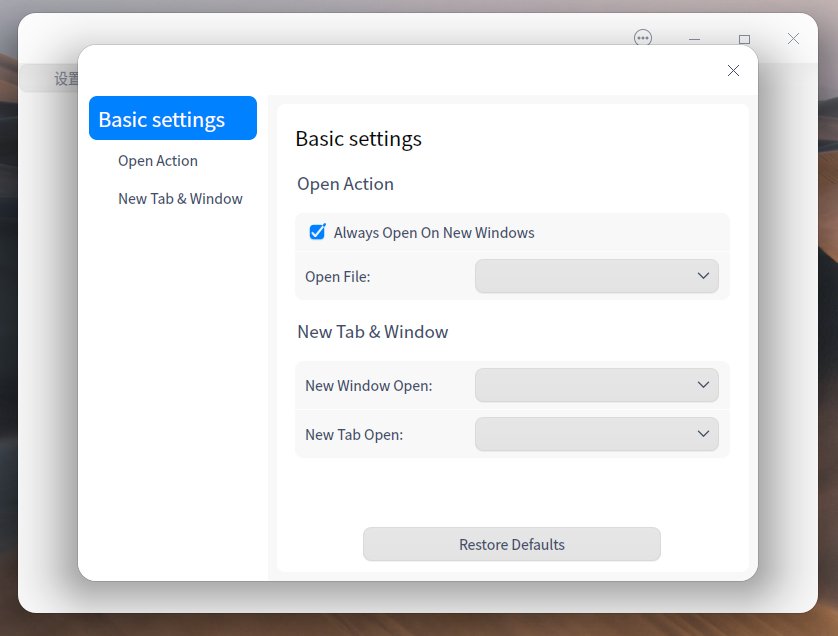 设置
Basic settings
Open Action
New Tab & Window
Basic settings
Open Action
Always Open On New Windows
Open File:
New Tab & Window
New Window Open:
New Tab Open:
Restore Defaults